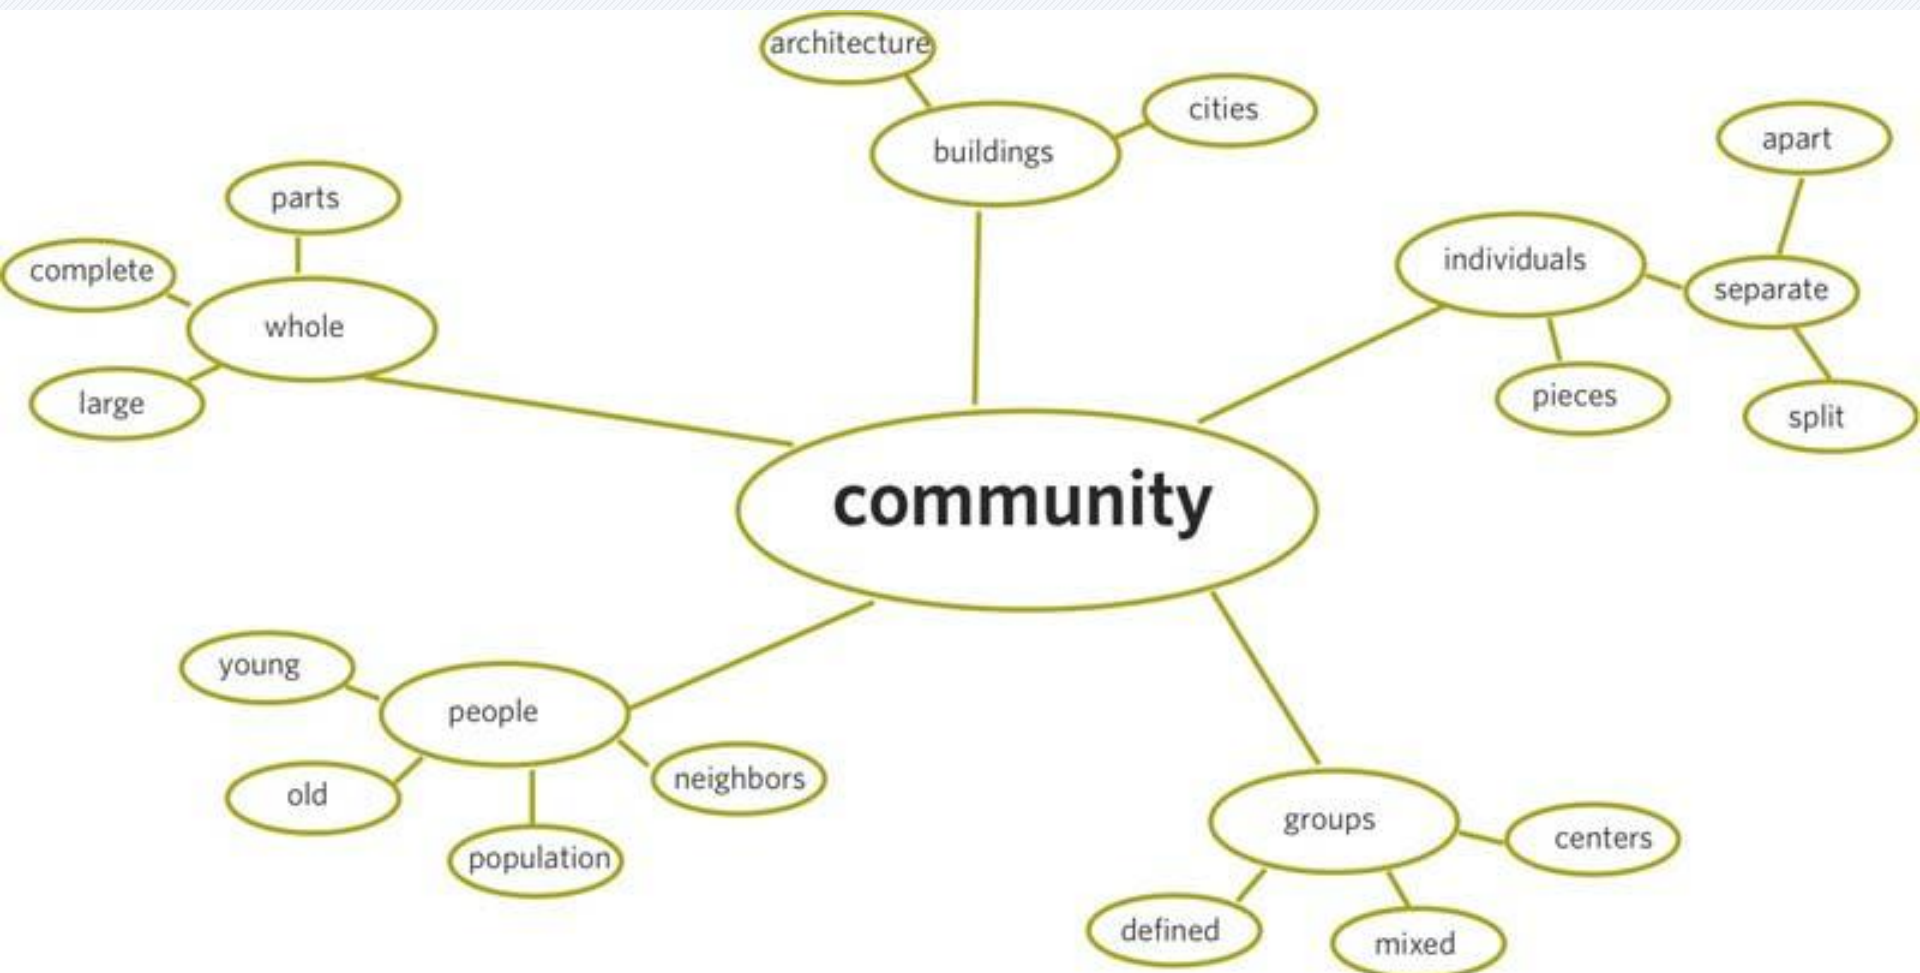 architecture
cities
buildings
apart
parts
individuals
complete
separate
whole
pieces
large
split
community
young
people
neighbors
old
groups
centers
population
defined
mixed